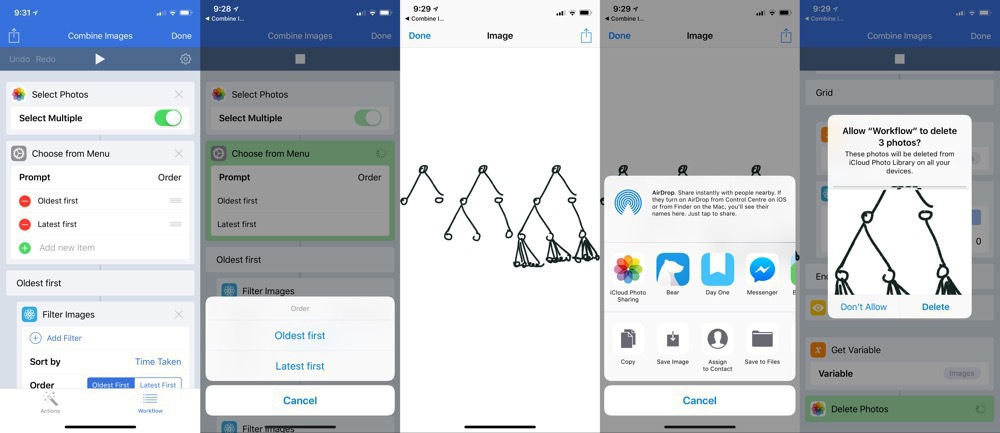 9:31
Combine Images
Done
Undo Redo
Select Photos
Select Multiple
Choose from Menu
Prompt
Order
Oldest first
Latest first
Add new item
Oldest first
Filter Images
Add Filter
Sort by
Time Taken
Order
Oldest First
Latest First
Actions
Workflow
9:28
Combine I...
Combine Images
Done
Select Photos
Select Multiple
Choose from Menu
Prompt
Order
Oldest first
Latest first
Oldest first
Filter Images
Order
Oldest first
Latest first
Cancel
Filter Images
9:29
Combine I...
Done
Image
9:29
Combine I...
Done
Image
AirDrop. Share instantly with people nearby. If
they turn on AirDrop from Control Centre on iOS
or from Finder on the Mac, you'll see their
names here. Just tap to share.
iCloud Photo
Sharing
Bear
Day One
Messenger
Copy
Save Image
Assign
to Contact
Save to Files
Cancel
9:29
Combine I...
Combine Images
Done
Grid
Allow “Workflow” to delete
3 photos?
These photos will be deleted from
iCloud Photo Library on all your
devices.
0
Don't Allow
Delete
Get Variable
Variable
Images
Delete Photos